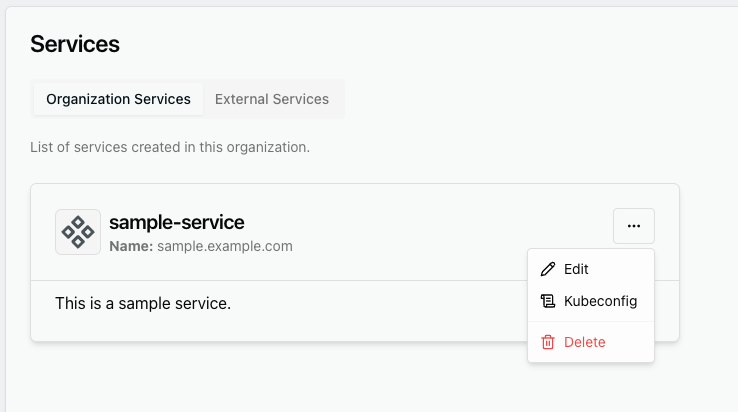 Services
Organization Services External Services
List of services created in this organization.
sample-service
Name: sample.example.com
...
Edit
Kubeconfig
This is a sample service.
Delete